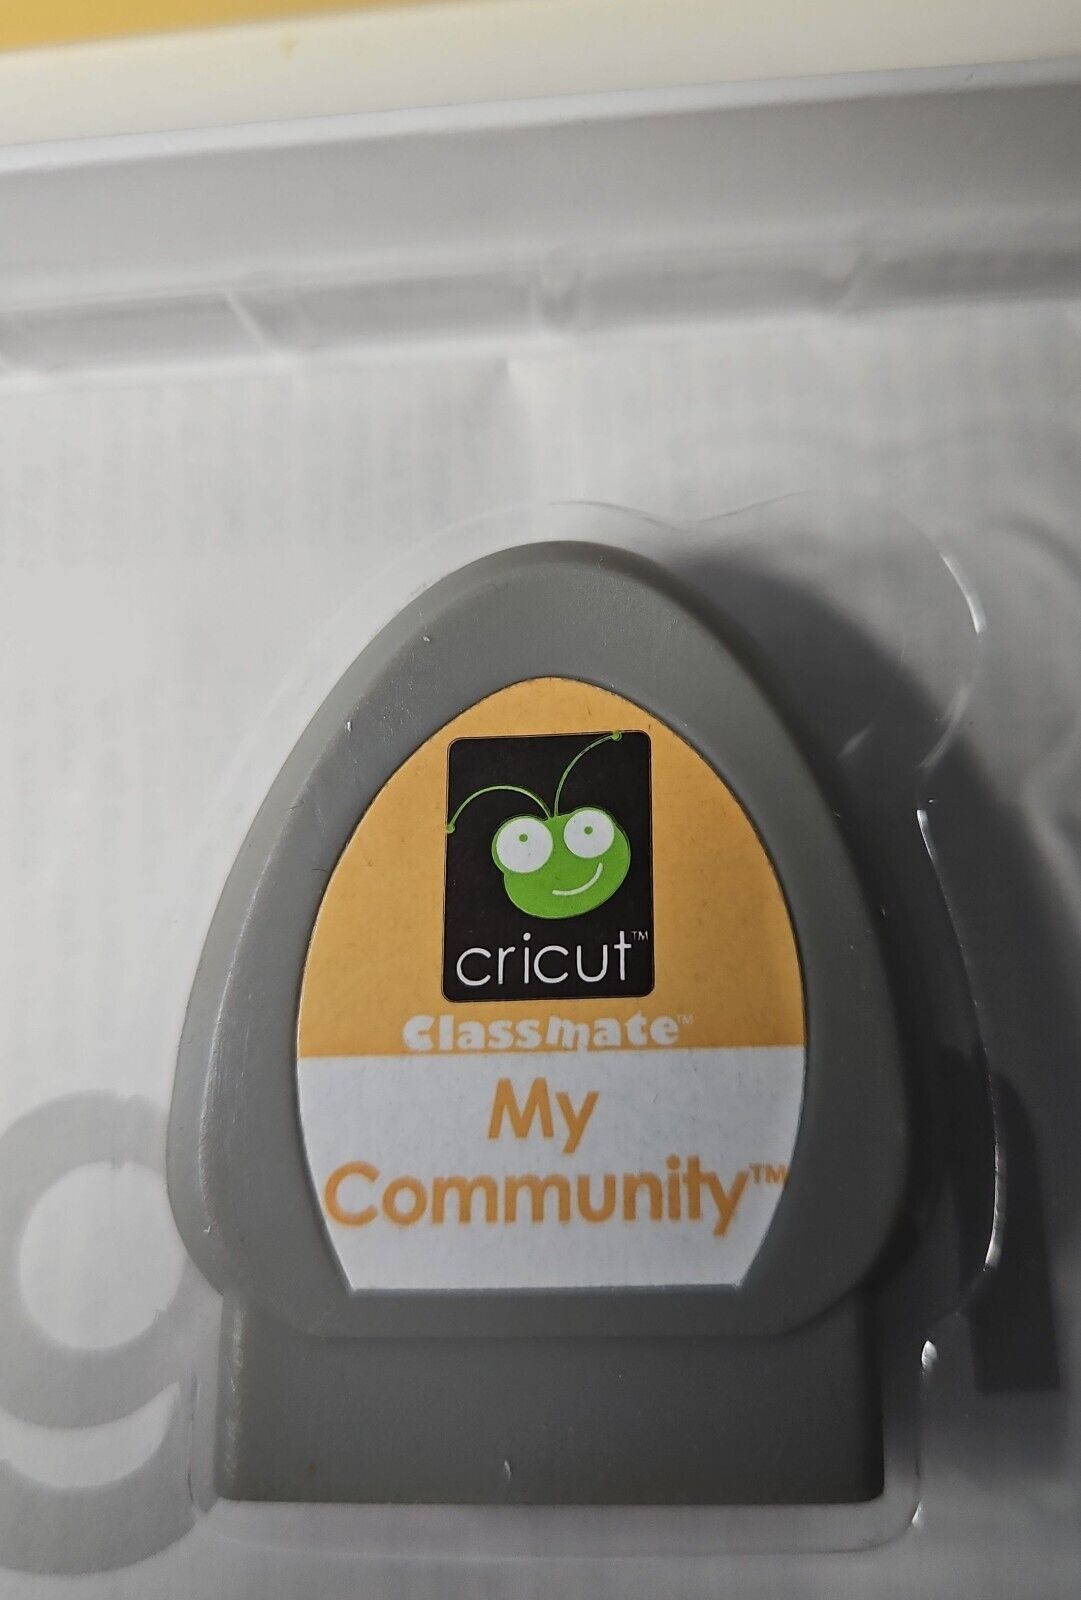 cricut™
Classmate™
My
Community™
g